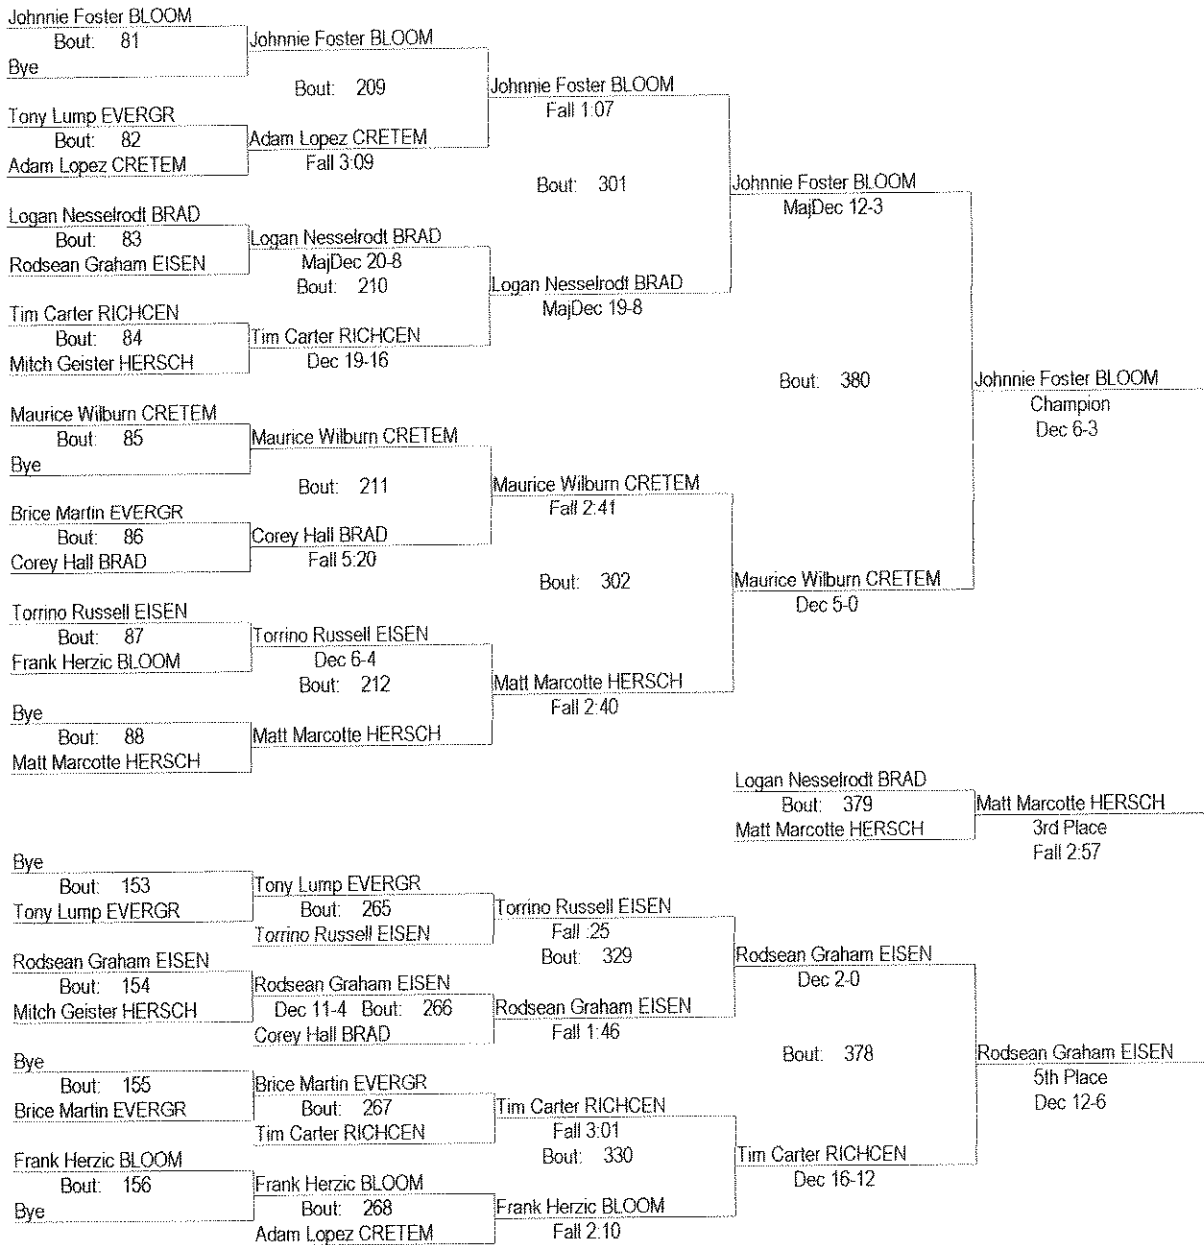 Johnnie Foster BLOOM
Bout: 81
Bye
Johnnie Foster BLOOM
Bout: 209
Tony Lump EVERGR
Bout: 82
Adam Lopez CRETEM
Adam Lopez CRETEM
Fall 3:09
Johnnie Foster BLOOM
Fall 1:07
Bout: 301
Logan Nesselrodt BRAD
Bout: 83
Rodsean Graham EISEN
Logan Nesselrodt BRAD
MajDec 20-8
Bout: 210
Tim Carter RICHCEN
Bout: 84
Mitch Geister HERSCH
Tim Carter RICHCEN
Dec 19-16
Logan Nesselrodt BRAD
MajDec 19-8
Johnnie Foster BLOOM
MajDec 12-3
Bout: 380
Johnnie Foster BLOOM
Champion
Dec 6-3
Maurice Wilburn CRETEM
Bout: 85
Bye
Maurice Wilburn CRETEM
Bout: 211
Brice Martin EVERGR
Bout: 86
Corey Hall BRAD
Corey Hall BRAD
Fall 5:20
Maurice Wilburn CRETEM
Fall 2:41
Bout: 302
Torrino Russell EISEN
Bout: 87
Frank Herzic BLOOM
Torrino Russell EISEN
Dec 6-4
Bout: 212
Bye
Bout: 88
Matt Marcotte HERSCH
Matt Marcotte HERSCH
Matt Marcotte HERSCH
Fall 2:40
Maurice Wilburn CRETEM
Dec 5-0
Logan Nesselrodt BRAD
Bout: 379
Matt Marcotte HERSCH
Matt Marcotte HERSCH
3rd Place
Fall 2:57
Bye
Bout: 153
Tony Lump EVERGR
Tony Lump EVERGR
Bout: 265
Torrino Russell EISEN
Torrino Russell EISEN
Fall .25
Bout: 329
Rodsean Graham EISEN
Bout: 154
Mitch Geister HERSCH
Rodsean Graham EISEN
Dec 11-4 Bout: 266
Corey Hall BRAD
Rodsean Graham EISEN
Fall 1:46
Rodsean Graham EISEN
Dec 2-0
Bout: 378
Rodsean Graham EISEN
5th Place
Dec 12-6
Bye
Bout: 155
Brice Martin EVERGR
Brice Martin EVERGR
Bout: 267
Tim Carter RICHCEN
Tim Carter RICHCEN
Fall 3:01
Bout: 330
Frank Herzic BLOOM
Bout: 156
Bye
Frank Herzic BLOOM
Bout: 268
Adam Lopez CRETEM
Frank Herzic BLOOM
Fall 2:10
Tim Carter RICHCEN
Dec 16-12